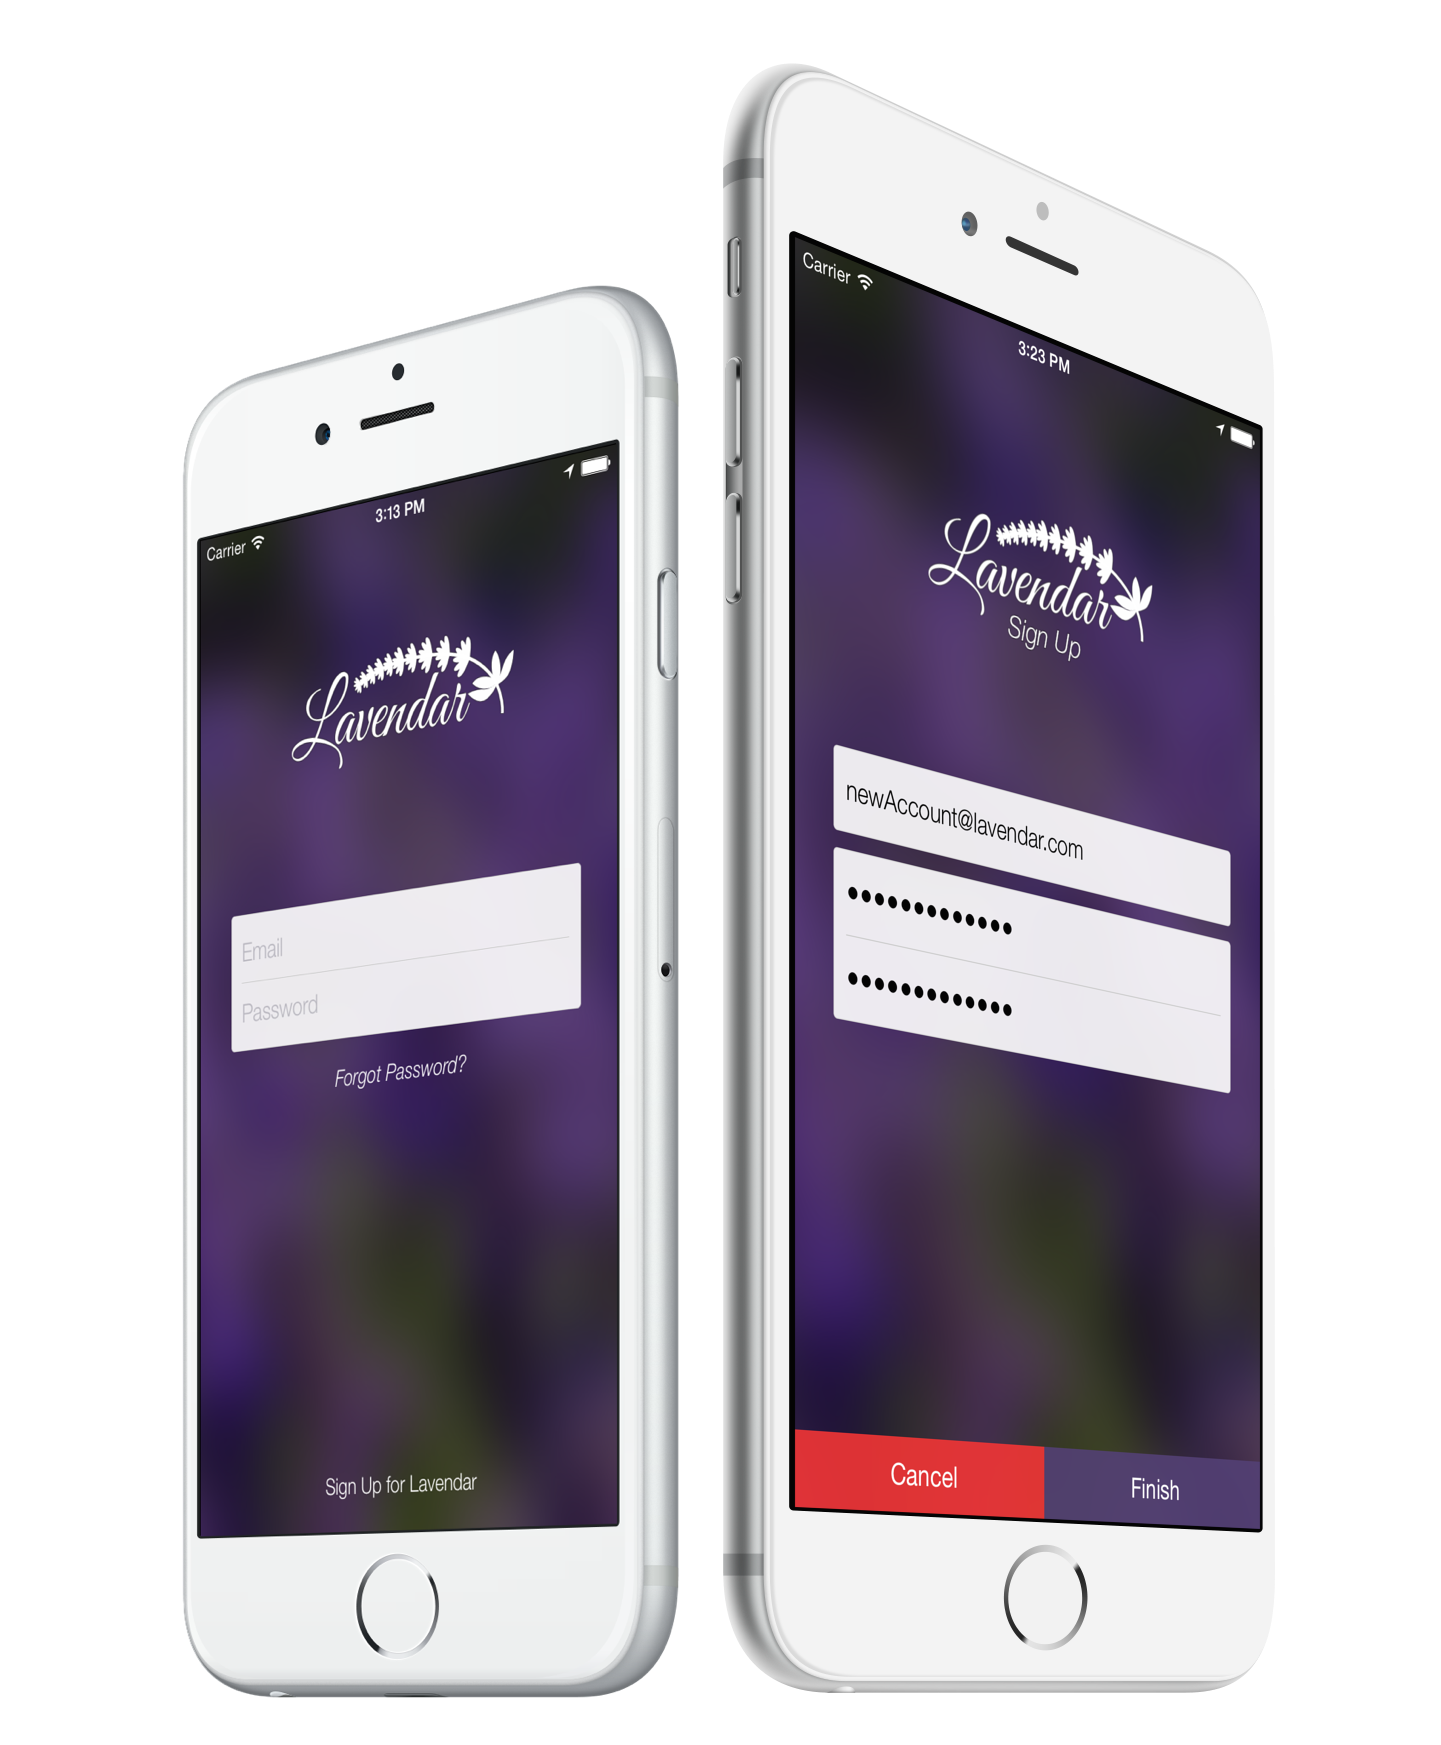 Carrier
3:13 PM
Lavendar
Email
Password
Forgot Password?
Sign Up for Lavendar
Carrier
3:23 PM
Lavendar
Sign Up
newAccount@lavendar.com
•••••••••••••
•••••••••••••
Cancel
Finish